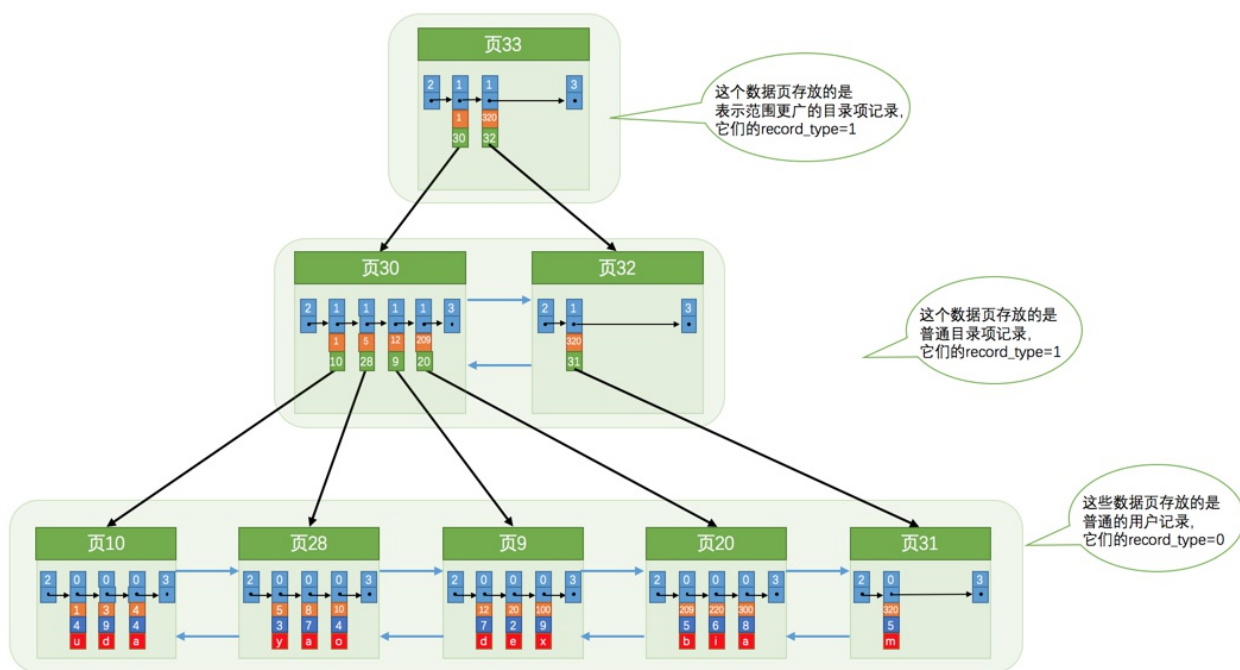 页33
2 1 1 3
1 320
30 32
这个数据页存放的是
表示范围更广的目录项记录,
它们的record_type=1
页30
2 1 1 1 1 3
1 5 12 209
10 28 9 20
页32
2 1 3
320
31
这个数据页存放的是
普通目录项记录,
它们的record_type=1
这些数据页存放的是
普通的用户记录,
它们的record_type=0
页10
2 0 0 0 3
1 3 4
4 9 4
u d a
页28
2 0 0 0 3
5 8 10
3 7 4
y a o
页9
2 0 0 0 3
12 20 100
7 2 9
d e x
页20
2 0 0 0 3
209 220 300
5 6 8
b i a
页31
2 0 3
320
5
m